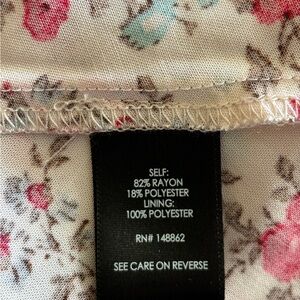 SELF:
82% RAYON
18% POLYESTER
LINING:
100% POLYESTER
RN# 148862
SEE CARE ON REVERSE